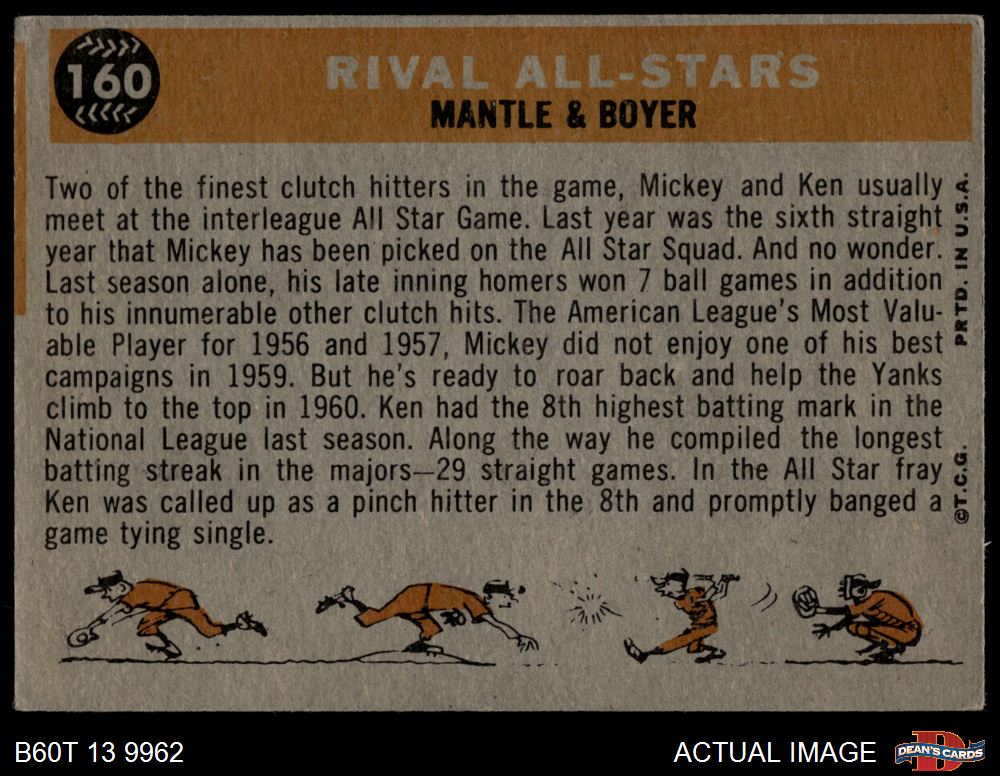 160
RIVAL ALL-STARS
MANTLE & BOYER
Two of the finest clutch hitters in the game, Mickey and Ken usually
meet at the interleague All Star Game. Last year was the sixth straight
year that Mickey has been picked on the All Star Squad. And no wonder.
Last season alone, his late inning homers won 7 ball games in addition
to his innumerable other clutch hits. The American League's Most Valu-
able Player for 1956 and 1957, Mickey did not enjoy one of his best
campaigns in 1959. But he's ready to roar back and help the Yanks
climb to the top in 1960. Ken had the 8th highest batting mark in the
National League last season. Along the way he compiled the longest
batting streak in the majors—29 straight games. In the All Star fray
Ken was called up as a pinch hitter in the 8th and promptly banged a
game tying single.
©T.C.G. PRTD. IN U.S.A.
B60T 13 9962
ACTUAL IMAGE
DEAN'S CARDS